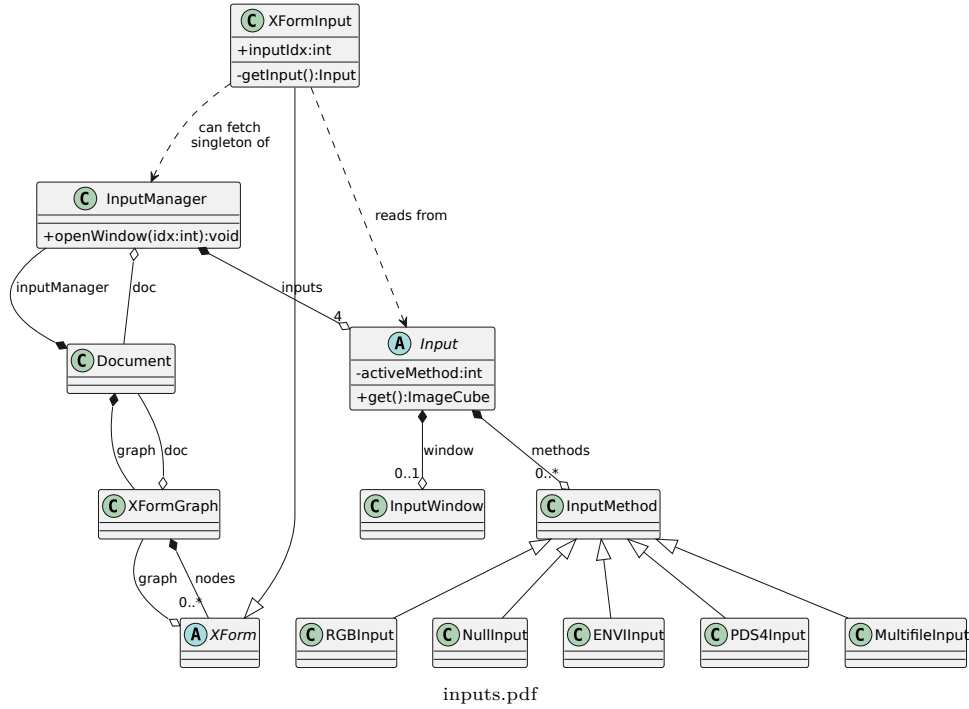 C XFormInput
+inputIdx:int
-getInput():Input
can fetch
singleton of
C InputManager
+openWindow(idx:int):void
reads from
inputManager
doc
inputs
4
A Input
-activeMethod:int
+get():ImageCube
C Document
graph
doc
window
methods
0..1
0..*
C XFormGraph
C InputWindow
C InputMethod
graph
nodes
0..*
A XForm
C RGBInput
C NullInput
C ENVIInput
C PDS4Input
C MultifileInput
inputs.pdf